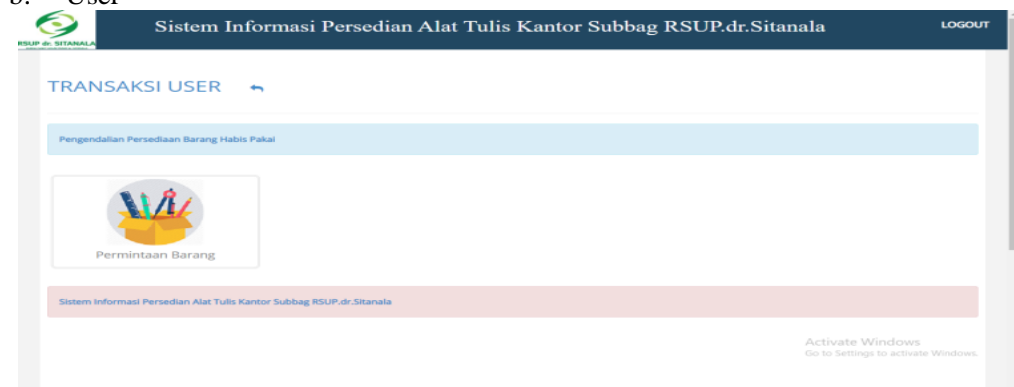 b. User
Sistem Informasi Persedian Alat Tulis Kantor Subbag RSUP.dr.Sitanala
LOGOUT
RSUP dr. SITANALA
TRANSAKSI USER
Pengendalian Persediaan Barang Habis Pakai
Permintaan Barang
Sistem Informasi Persedian Alat Tulis Kantor Subbag RSUP.dr.Sitanala
Activate Windows
Go to Settings to activate Windows.